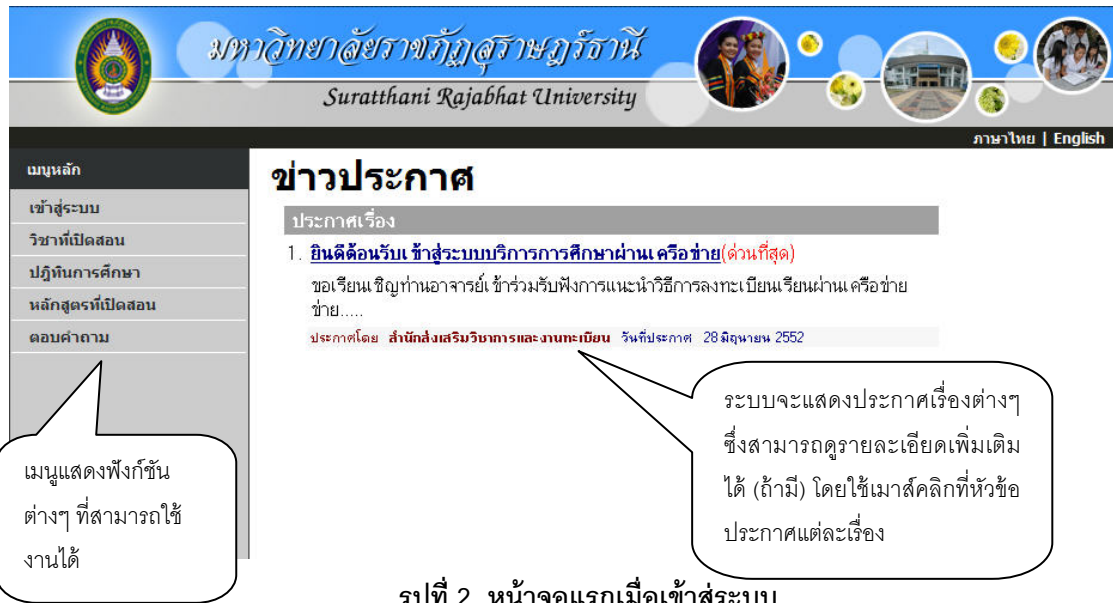 มหาวิทยาลัยราชภัฏสุราษฎร์ธานี
Suratthani Rajabhat University
ภาษาไทย | English
เมนูหลัก
เข้าสู่ระบบ
วิชาที่เปิดสอน
ปฏิทินการศึกษา
หลักสูตรที่เปิดสอน
ตอบคำถาม
ข่าวประกาศ
ประกาศเรื่อง
1. ยินดีต้อนรับเข้าสู่ระบบบริการการศึกษาผ่านเครือข่าย(ด่วนที่สุด)
ขอเรียนเชิญท่านอาจารย์เข้าร่วมรับฟังการแนะนำวิธีการลงทะเบียนเรียนผ่านเครือข่าย
ข่าย.....
ประกาศโดย สำนักส่งเสริมวิชาการและงานทะเบียน วันที่ประกาศ 28 มิถุนายน 2552
ระบบจะแสดงประกาศเรื่องต่างๆ
ซึ่งสามารถดูรายละเอียดเพิ่มเติม
ได้ (ถ้ามี) โดยใช้เมาส์คลิกที่หัวข้อ
ประกาศแต่ละเรื่อง
เมนูแสดงฟังก์ชัน
ต่างๆ ที่สามารถใช้
งานได้
รูปที่ 2 หน้าจอแรกเมื่อเข้าสู่ระบบ